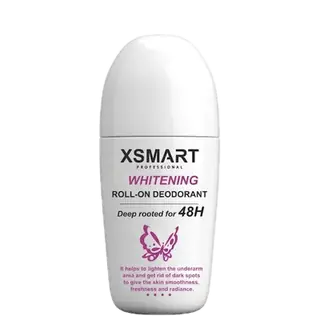 XSMART
PROFESSIONAL
WHITENING
ROLL-ON DEODORANT
Deep rooted for 48H
It helps to lighten the underarm
area and get rid of dark spots
to give the skin smoothness,
freshness and radiance.